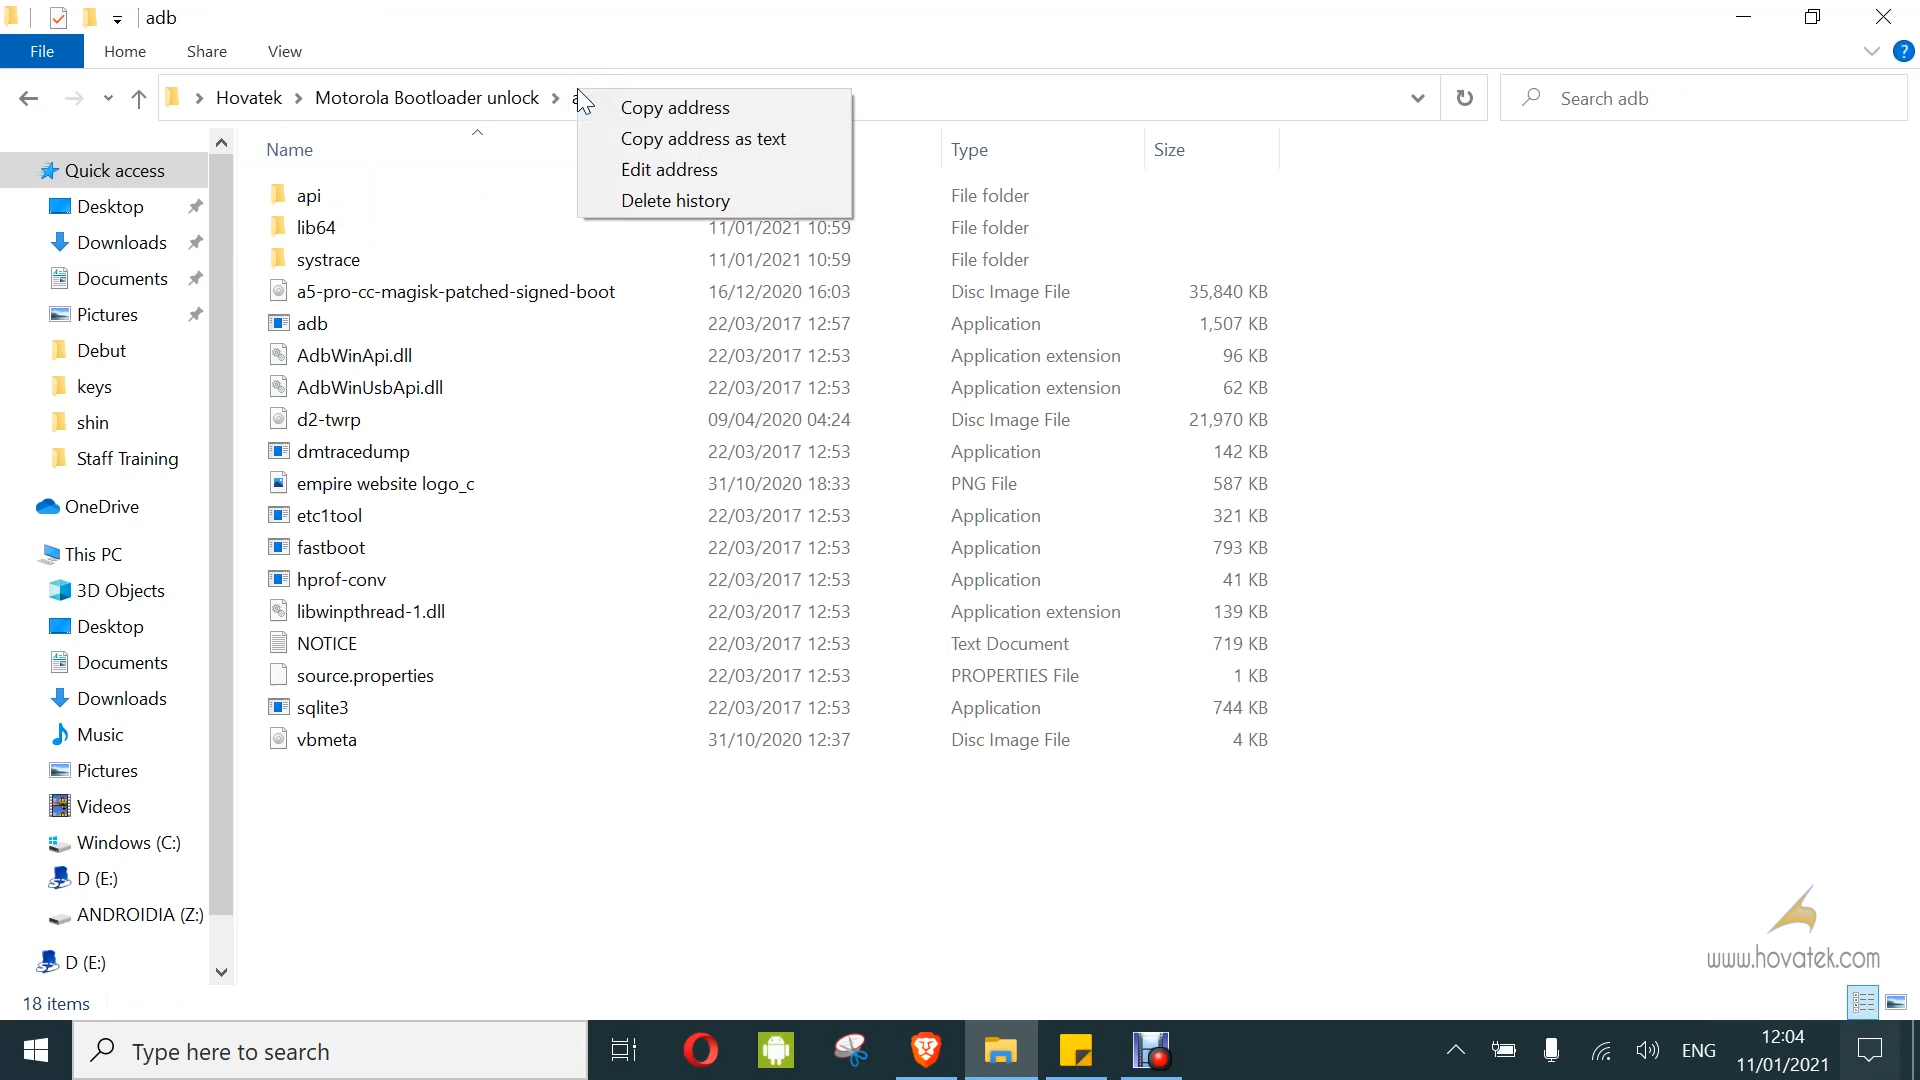 adb
File Home Share View
Hovatek Motorola Bootloader unlock
Search adb
Copy address
Copy address as text
Edit address
Delete history
Name Type Size
api File folder
lib64 11/01/2021 10:59 File folder
systrace 11/01/2021 10:59 File folder
a5-pro-cc-magisk-patched-signed-boot 16/12/2020 16:03 Disc Image File 35,840 KB
adb 22/03/2017 12:57 Application 1,507 KB
AdbWinApi.dll 22/03/2017 12:53 Application extension 96 KB
AdbWinUsbApi.dll 22/03/2017 12:53 Application extension 62 KB
d2-twrp 09/04/2020 04:24 Disc Image File 21,970 KB
dmtracedump 22/03/2017 12:53 Application 142 KB
empire website logo_c 31/10/2020 18:33 PNG File 587 KB
etc1tool 22/03/2017 12:53 Application 321 KB
fastboot 22/03/2017 12:53 Application 793 KB
hprof-conv 22/03/2017 12:53 Application 41 KB
libwinpthread-1.dll 22/03/2017 12:53 Application extension 139 KB
NOTICE 22/03/2017 12:53 Text Document 719 KB
source.properties 22/03/2017 12:53 PROPERTIES File 1 KB
sqlite3 22/03/2017 12:53 Application 744 KB
vbmeta 31/10/2020 12:37 Disc Image File 4 KB
Quick access
Desktop
Downloads
Documents
Pictures
Debut
keys
shin
Staff Training
OneDrive
This PC
3D Objects
Desktop
Documents
Downloads
Music
Pictures
Videos
Windows (C:)
D (E:)
ANDROIDIA (Z:)
D (E:)
www.hovatek.com
18 items
Type here to search
ENG
12:04
11/01/2021